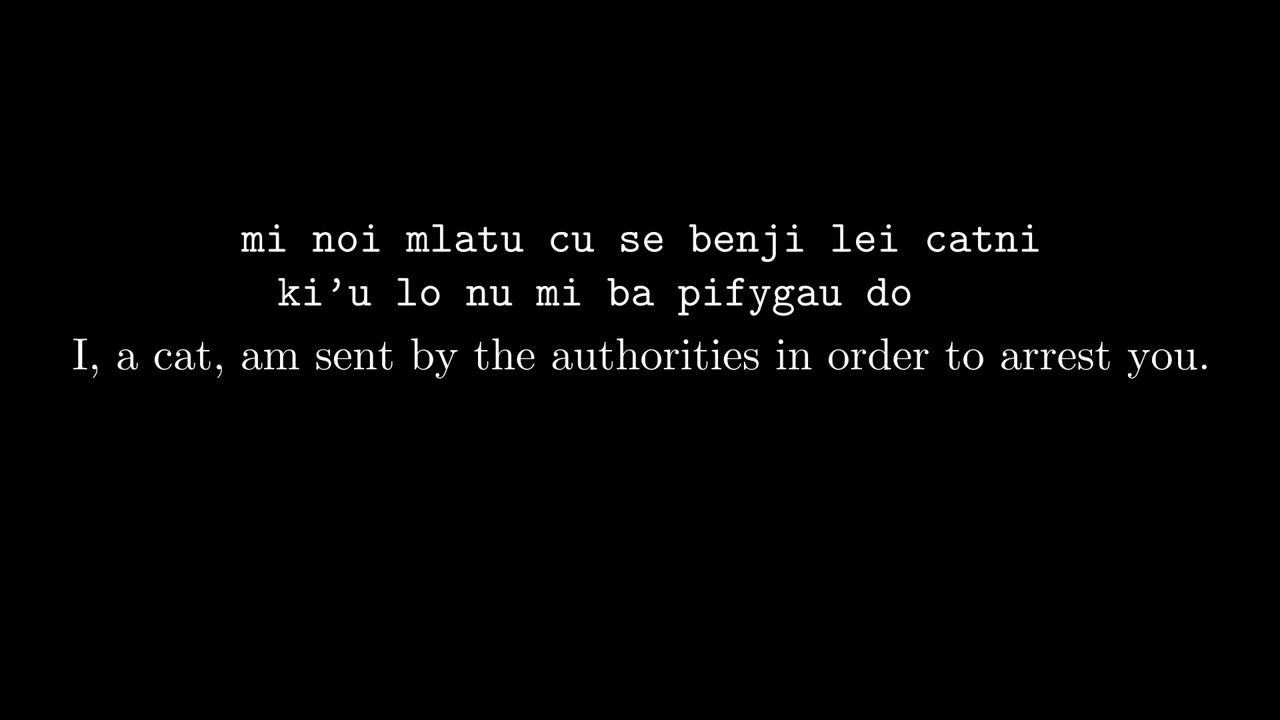 mi noi mlatu cu se benji lei catni
ki’u lo nu mi ba pifygau do
I, a cat, am sent by the authorities in order to arrest you.